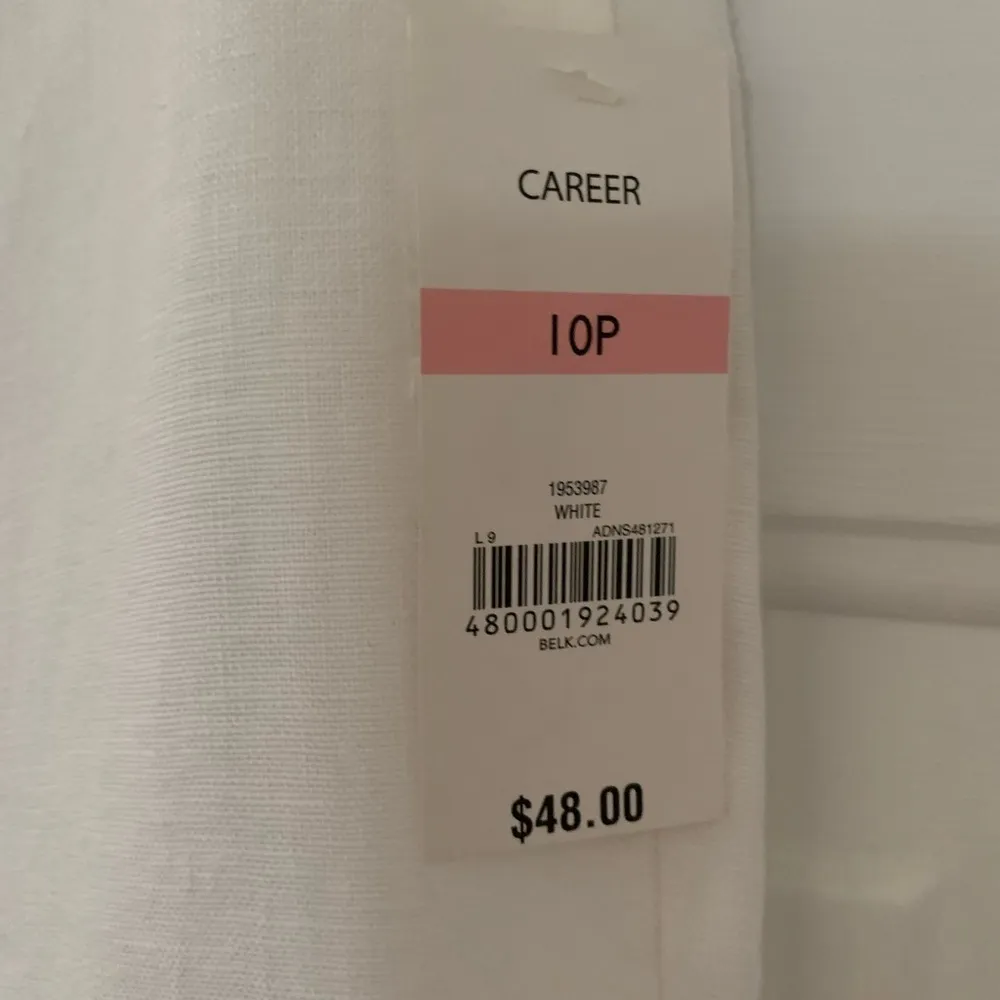 CAREER
10P
1953987
WHITE
L 9 ADNS481271
480001924039
BELK.COM
$48.00